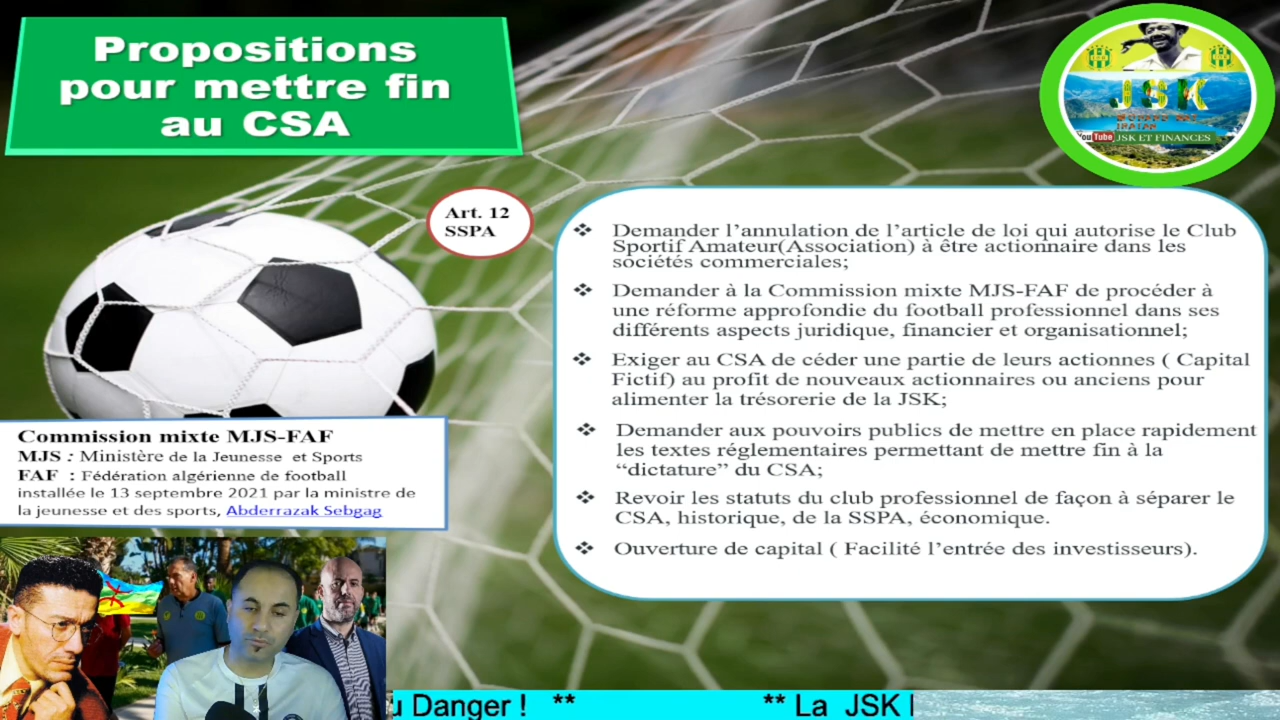 Propositions
pour mettre fin
au CSA
JSK
YouTube JSK ET FINANCES
Art. 12
SSPA
❖ Demander l’annulation de l’article de loi qui autorise le Club
Sportif Amateur(Association) à être actionnaire dans les
sociétés commerciales;
❖ Demander à la Commission mixte MJS-FAF de procéder à
une réforme approfondie du football professionnel dans ses
différents aspects juridique, financier et organisationnel;
❖ Exiger au CSA de céder une partie de leurs actionnes ( Capital
Fictif) au profit de nouveaux actionnaires ou anciens pour
alimenter la trésorerie de la JSK;
❖ Demander aux pouvoirs publics de mettre en place rapidement
les textes réglementaires permettant de mettre fin à la
“dictature” du CSA;
❖ Revoir les statuts du club professionnel de façon à séparer le
CSA, historique, de la SSPA, économique.
❖ Ouverture de capital ( Facilité l’entrée des investisseurs).
Commission mixte MJS-FAF
MJS : Ministère de la Jeunesse et Sports
FAF : Fédération algérienne de football
installée le 13 septembre 2021 par la ministre de
la jeunesse et des sports, Abderrazak Sebgag
u Danger ! ** ** La JSK